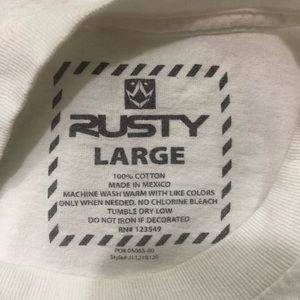 RUSTY
LARGE
100% COTTON
MADE IN MEXICO
MACHINE WASH WARM WITH LIKE COLORS
ONLY WHEN NEEDED. NO CHLORINE BLEACH
TUMBLE DRY LOW
DO NOT IRON IF DECORATED
RN# 123549